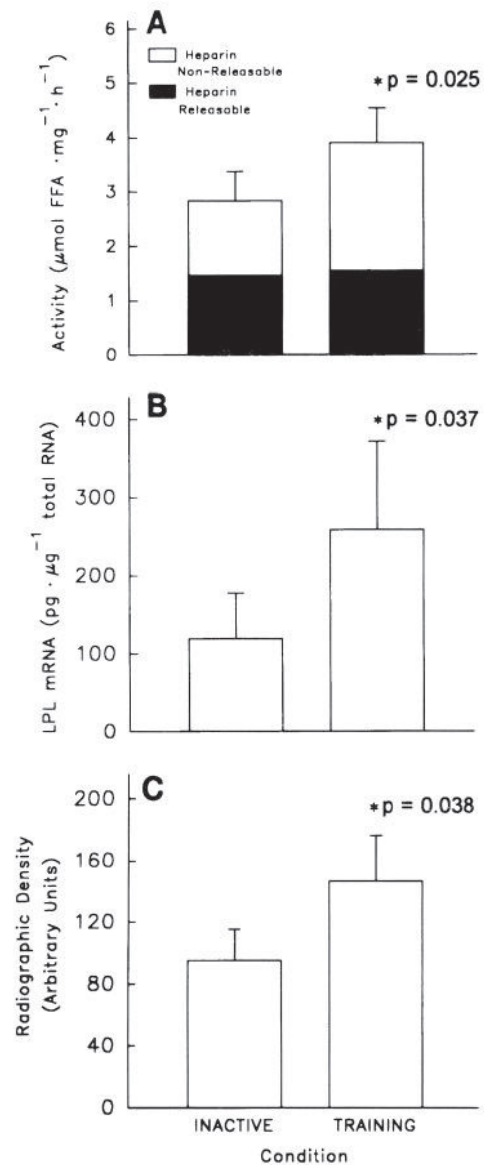 A
Heparin
Non-Releasable
Heparin
Releasable
*p = 0.025
6
5
4
3
2
1
0
Activity (μmol FFA ·mg⁻¹·h⁻¹)
B
*p = 0.037
400
300
200
100
0
LPL mRNA (pg · μg⁻¹ total RNA)
C
*p = 0.038
200
160
120
80
40
0
Radiographic Density
(Arbitrary Units)
INACTIVE TRAINING
Condition